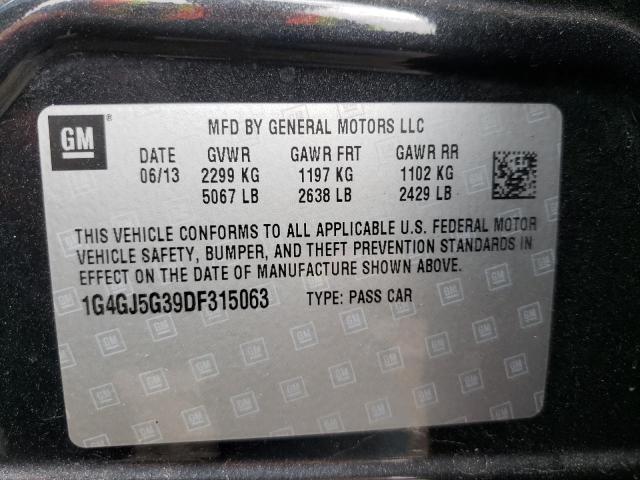 GM ® MFD BY GENERAL MOTORS LLC
DATE GVWR GAWR FRT GAWR RR
06/13 2299 KG 1197 KG 1102 KG
5067 LB 2638 LB 2429 LB
THIS VEHICLE CONFORMS TO ALL APPLICABLE U.S. FEDERAL MOTOR
VEHICLE SAFETY, BUMPER, AND THEFT PREVENTION STANDARDS IN
EFFECT ON THE DATE OF MANUFACTURE SHOWN ABOVE.
1G4GJ5G39DF315063 TYPE: PASS CAR